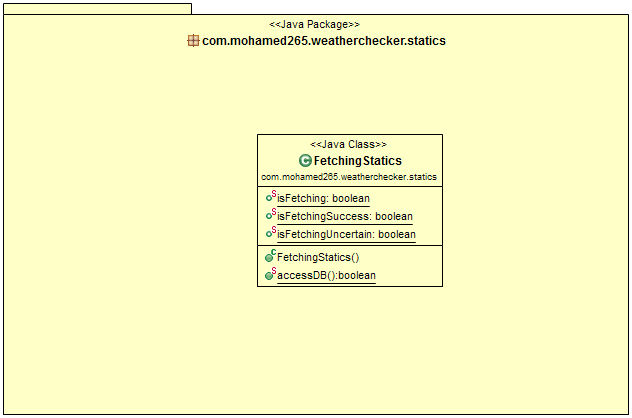 <<Java Package>>
com.mohamed265.weatherchecker.statics
<<Java Class>>
FetchingStatics
com.mohamed265.weatherchecker.statics
isFetching: boolean
isFetchingSuccess: boolean
isFetchingUncertain: boolean
FetchingStatics()
accessDB():boolean